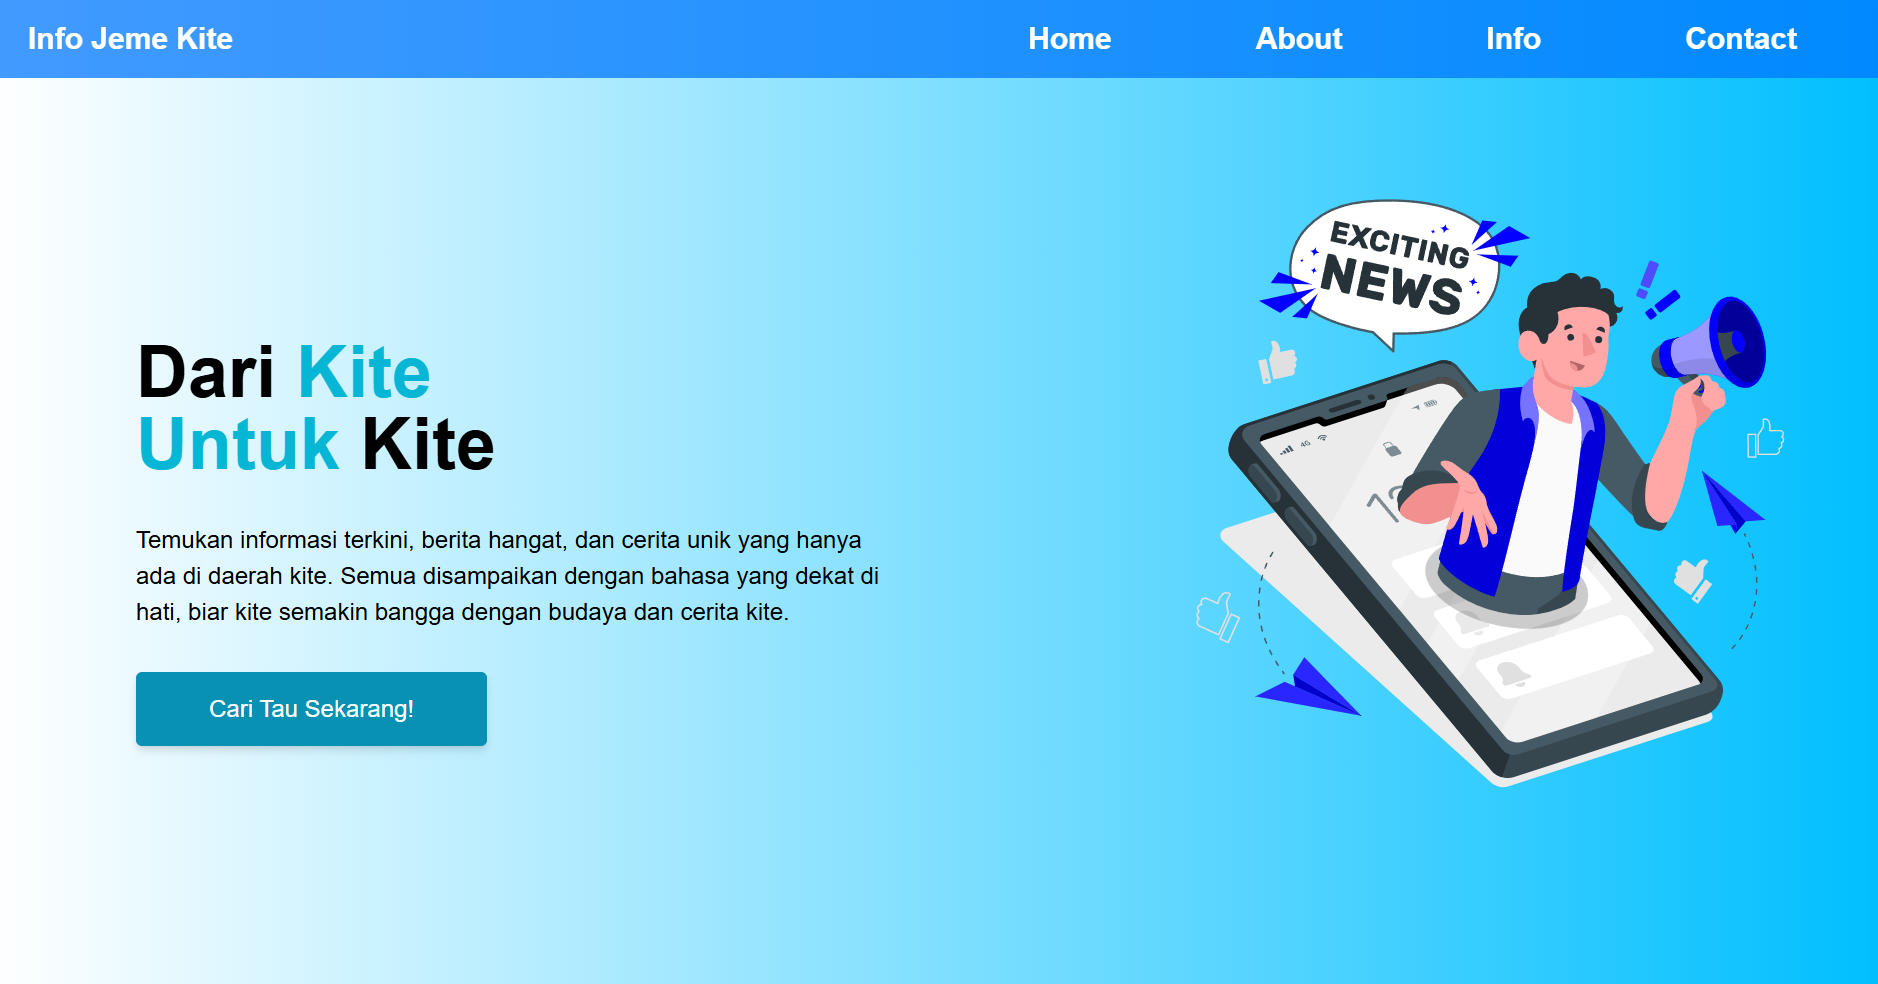 Info Jeme Kite
Home
About
Info
Contact
EXCITING
NEWS
Dari Kite
Untuk Kite
4G
Temukan informasi terkini, berita hangat, dan cerita unik yang hanya
ada di daerah kite. Semua disampaikan dengan bahasa yang dekat di
hati, biar kite semakin bangga dengan budaya dan cerita kite.
Cari Tau Sekarang!